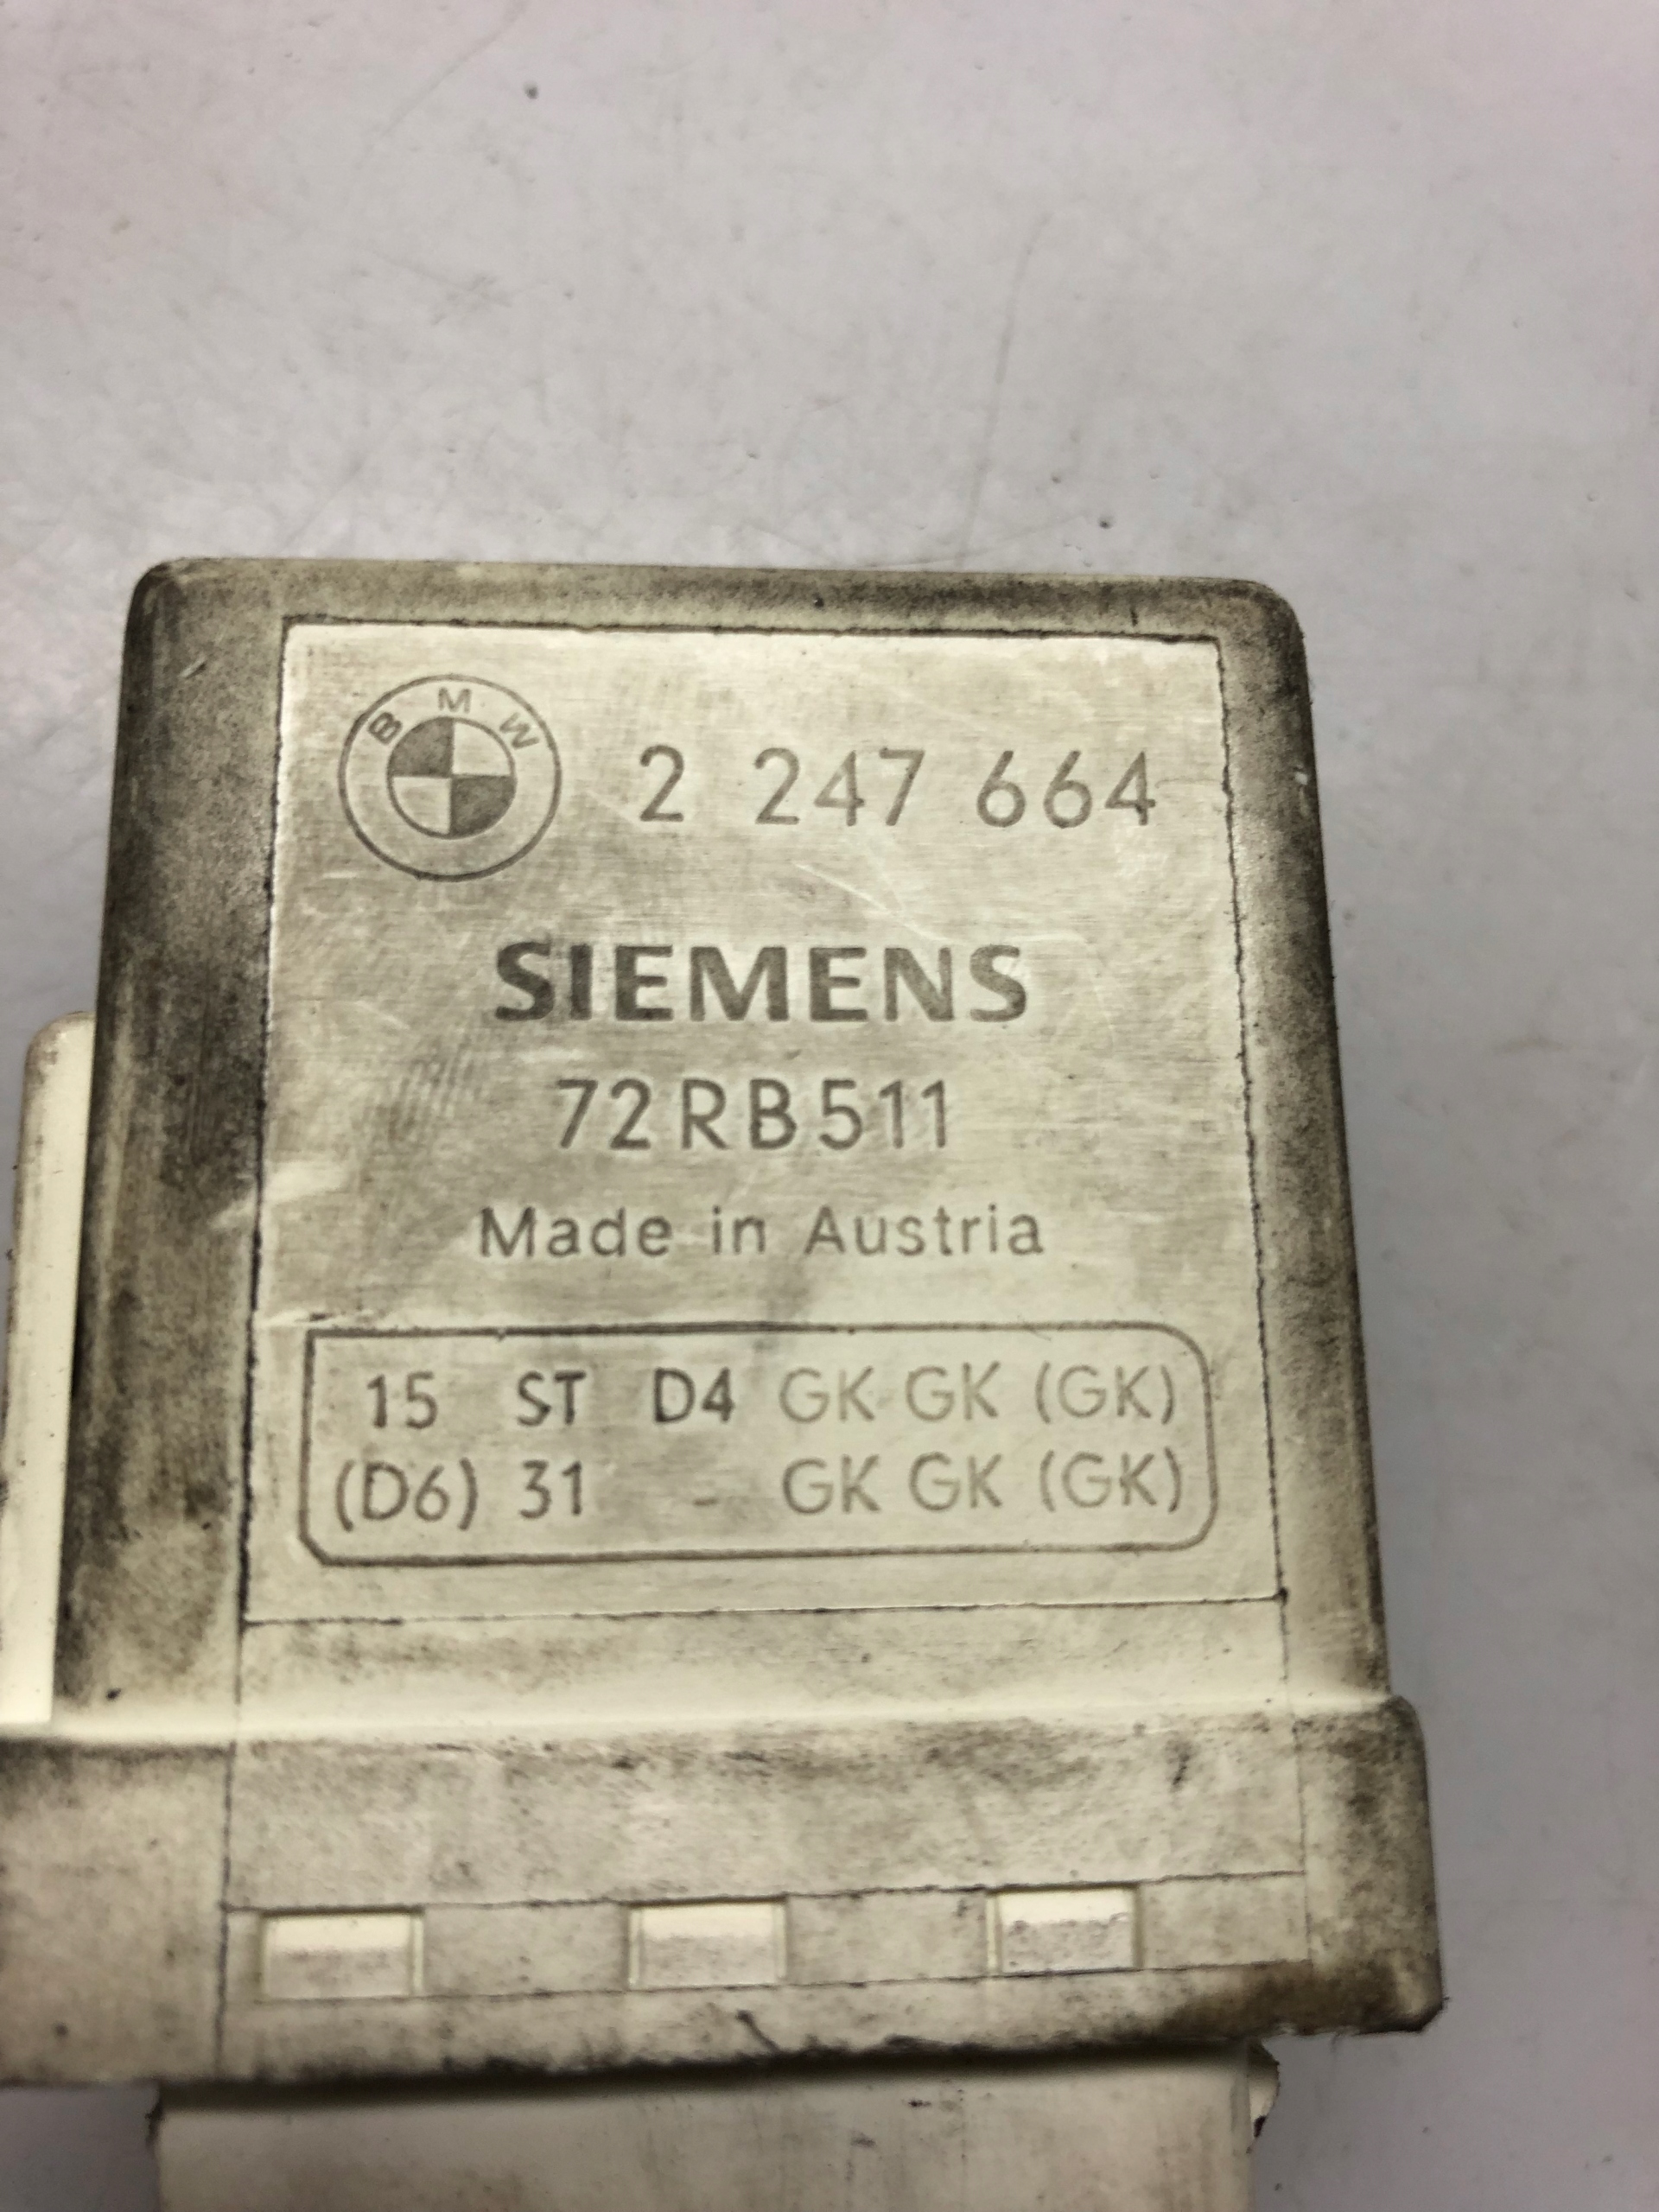 BMW 2 247 664
SIEMENS
72RB511
Made in Austria
15 ST D4 GK GK (GK)
(D6) 31 - GK GK (GK)